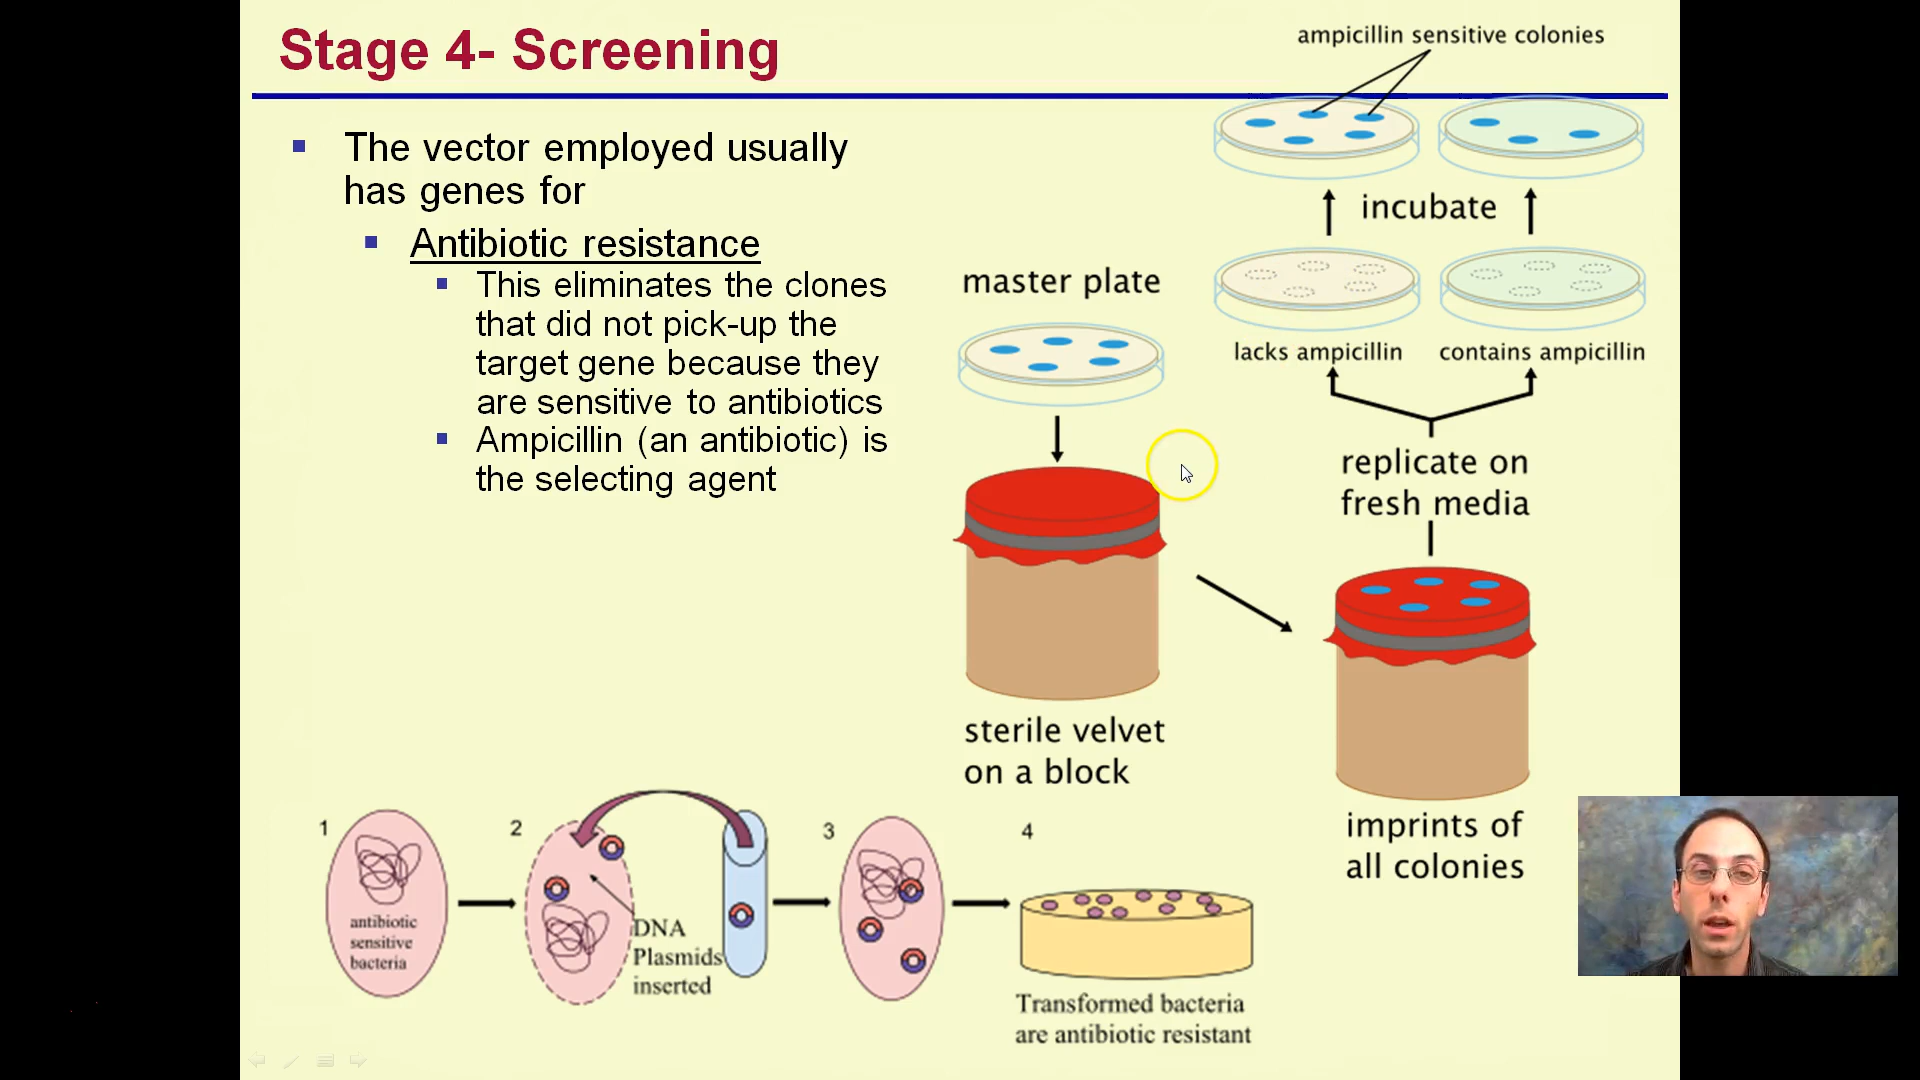 Stage 4- Screening
The vector employed usually
has genes for
Antibiotic resistance
This eliminates the clones
that did not pick-up the
target gene because they
are sensitive to antibiotics
Ampicillin (an antibiotic) is
the selecting agent
ampicillin sensitive colonies
incubate
lacks ampicillin
contains ampicillin
master plate
replicate on
fresh media
sterile velvet
on a block
imprints of
all colonies
1
antibiotic
sensitive
bacteria
2
DNA
Plasmids
inserted
3
4
Transformed bacteria
are antibiotic resistant